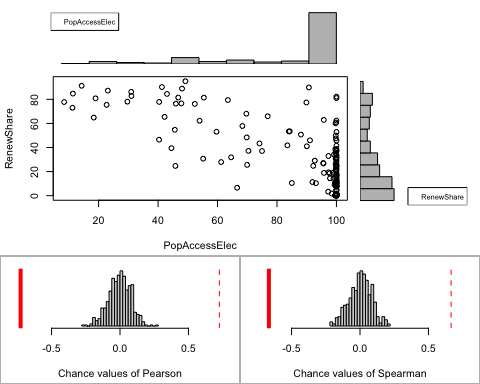 PopAccessElec
RenewShare
0 20 40 60 80
20 40 60 80 100
RenewShare
PopAccessElec
-0.5 0.0 0.5
Chance values of Pearson
-0.5 0.0 0.5
Chance values of Spearman